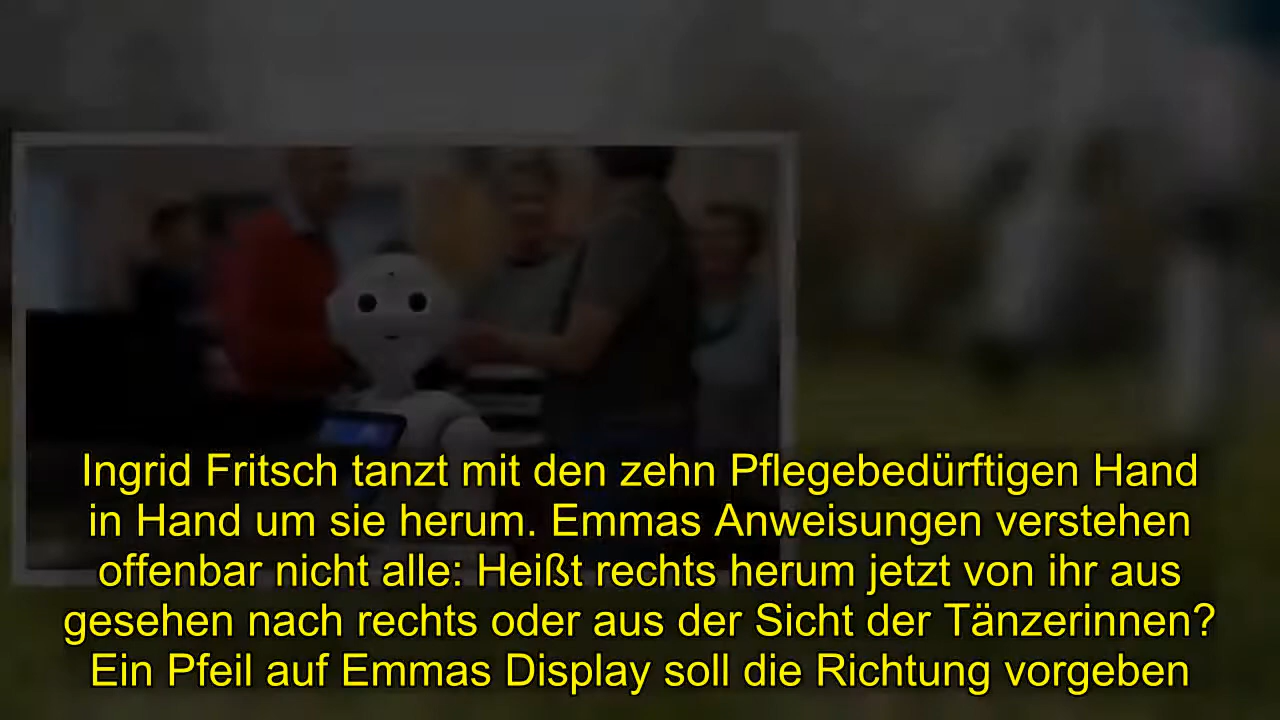 Ingrid Fritsch tanzt mit den zehn Pflegebedürftigen Hand
in Hand um sie herum. Emmas Anweisungen verstehen
offenbar nicht alle: Heißt rechts herum jetzt von ihr aus
gesehen nach rechts oder aus der Sicht der Tänzerinnen?
Ein Pfeil auf Emmas Display soll die Richtung vorgeben